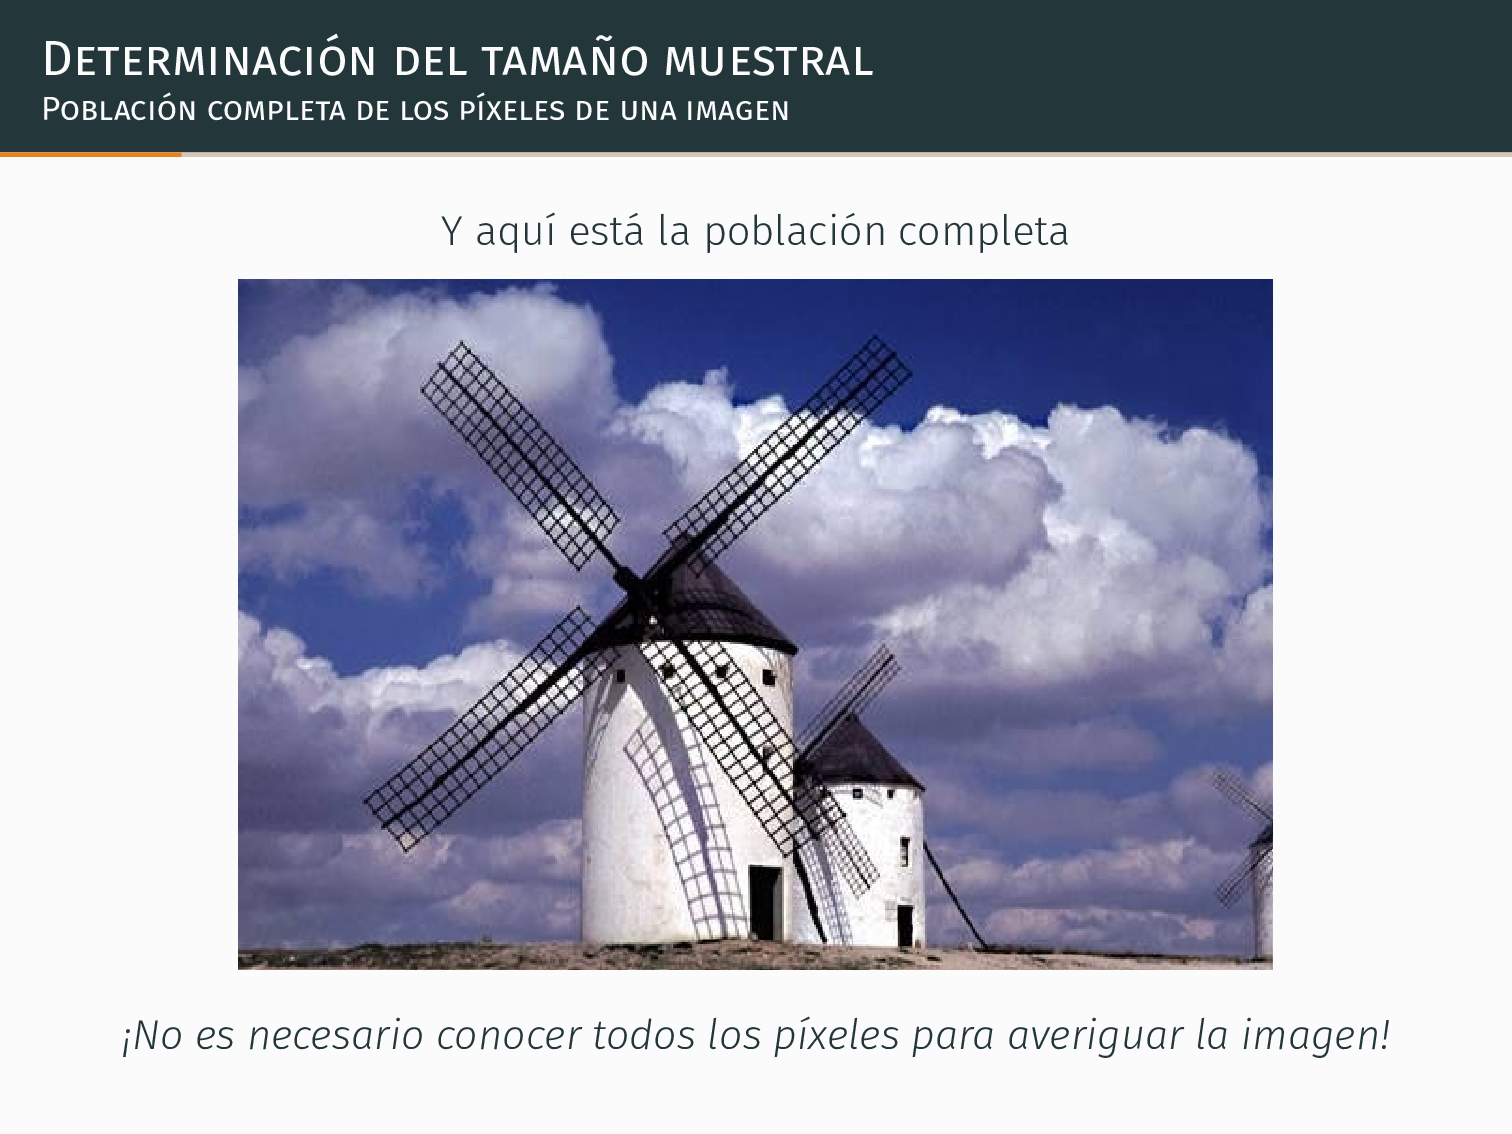 Determinación del tamaño muestral
Población completa de los píxeles de una imagen
Y aquí está la población completa
¡No es necesario conocer todos los píxeles para averiguar la imagen!